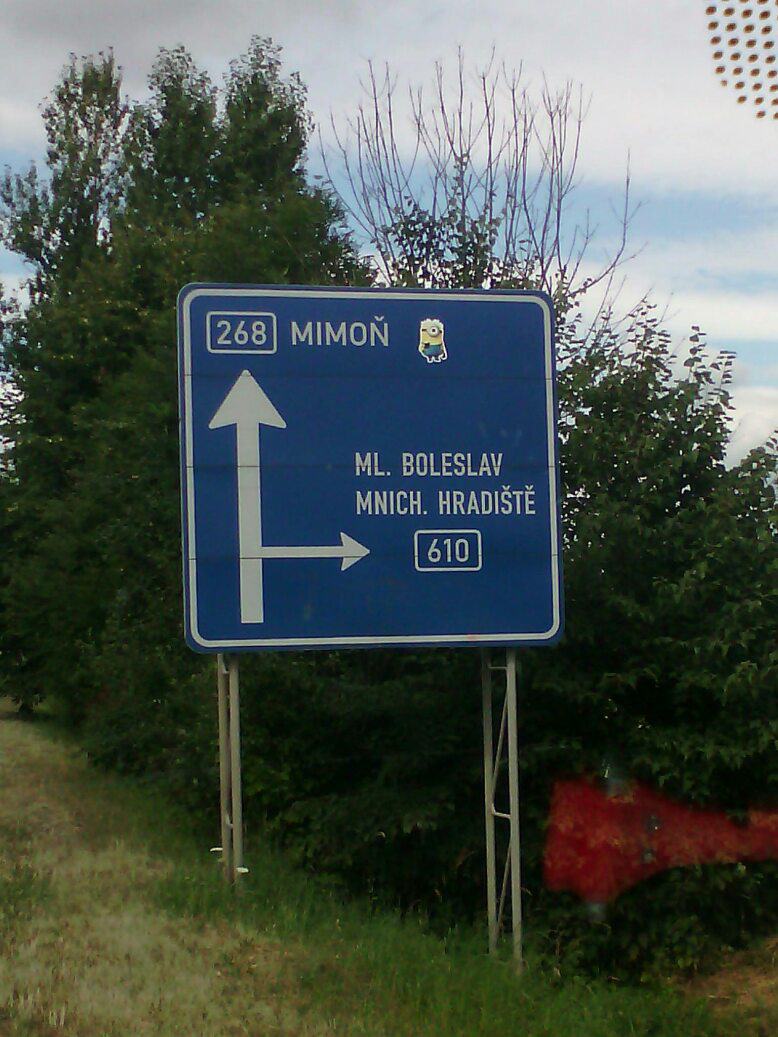 268 MIMOŇ
ML. BOLESLAV
MNICH. HRADIŠTĚ
610